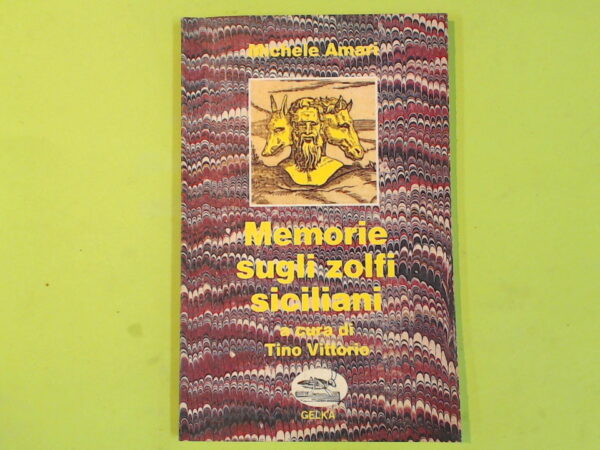 Michele Amari
Memorie
sugli zolfi
siciliani
a cura di
Tino Vittorio
GELKA